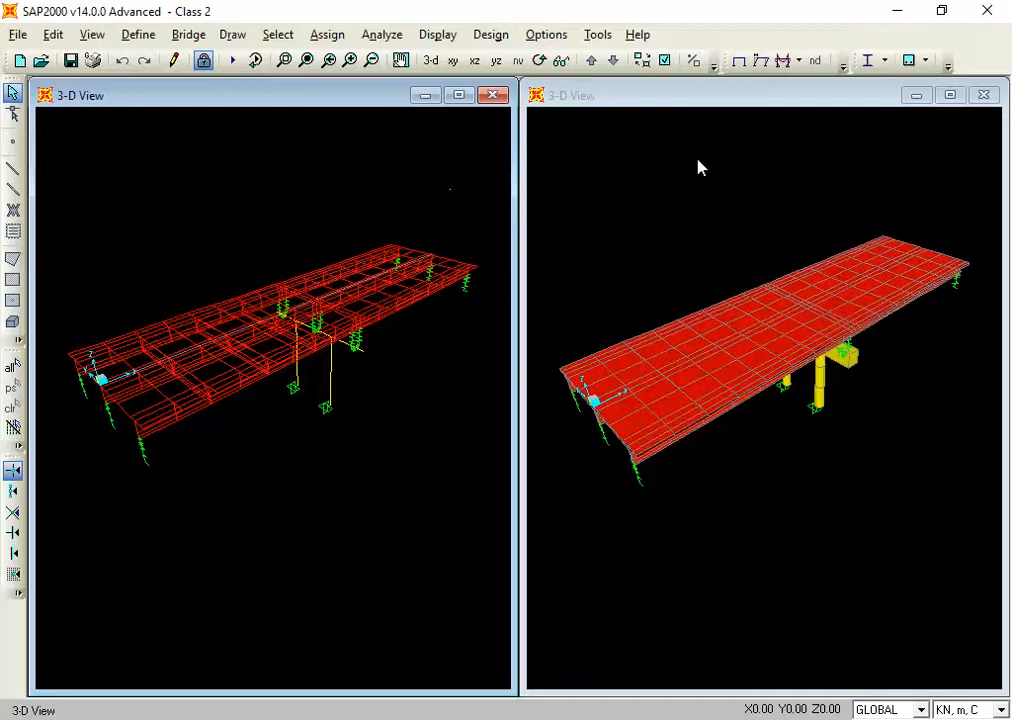 SAP2000 v14.0.0 Advanced - Class 2
File Edit View Define Bridge Draw Select Assign Analyze Display Design Options Tools Help
3-d xy xz yz nv nd
3-D View
3-D View
Z
Z
all
ps
clr
3-D View
X0.00 Y0.00 Z0.00
GLOBAL
KN, m, C